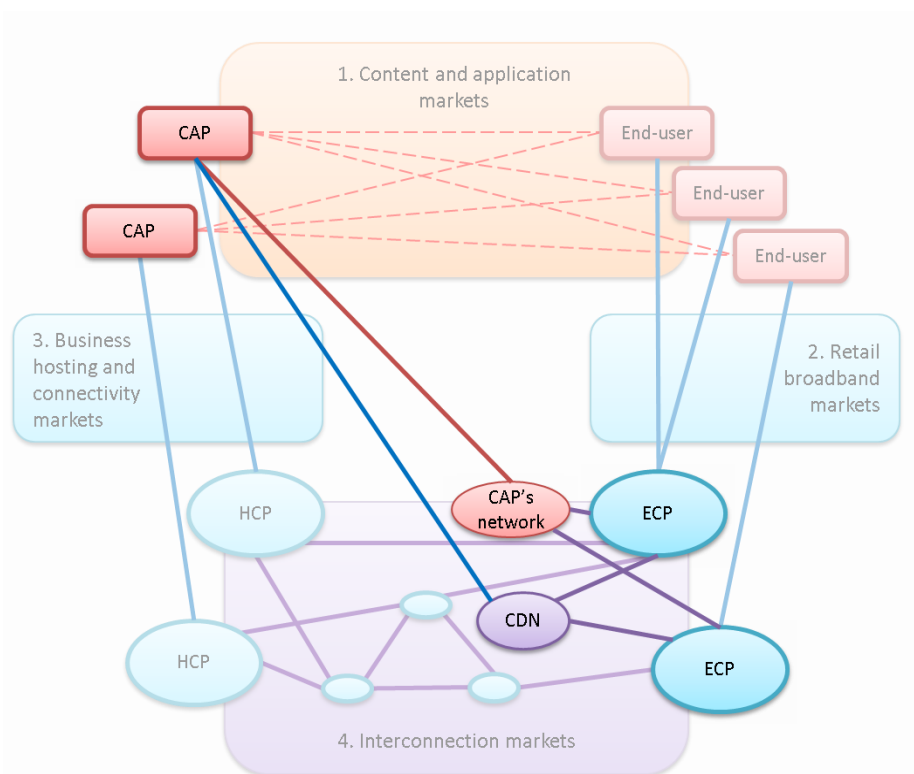 1. Content and application
markets
CAP
End-user
End-user
CAP
End-user
3. Business
hosting and
connectivity
markets
2. Retail
broadband
markets
HCP
CAP's
network
ECP
CDN
HCP
ECP
4. Interconnection markets